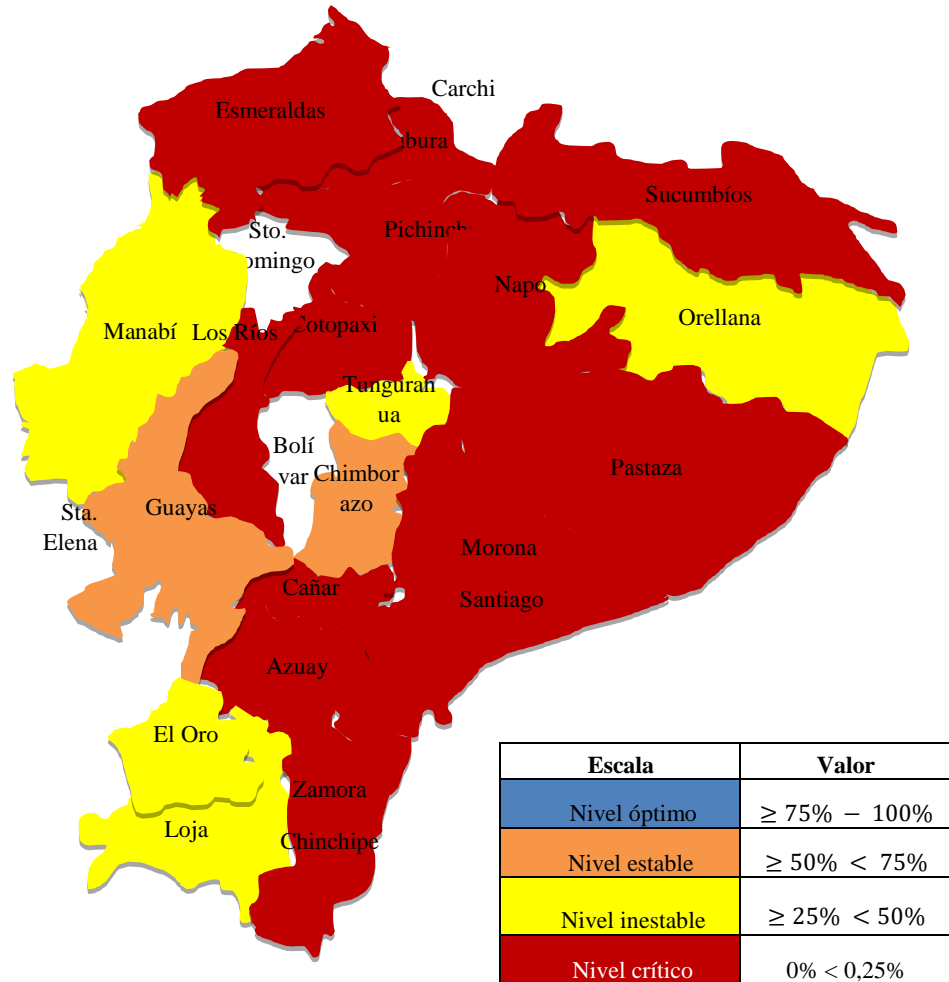 Carchi
Esmeraldas
ibura
Sucumbíos
Sto.
omingo
Pichinch
Napo
Manabí
Los Ríos
Cotopaxi
Orellana
Tungurah
ua
Bolí
var
Chimbor
azo
Pastaza
Sta.
Elena
Guayas
Morona
Santiago
Cañar
Azuay
El Oro
Zamora
Chinchipe
Loja
Escala Valor
Nivel óptimo ≥ 75% − 100%
Nivel estable ≥ 50% < 75%
Nivel inestable ≥ 25% < 50%
Nivel crítico 0% < 0,25%